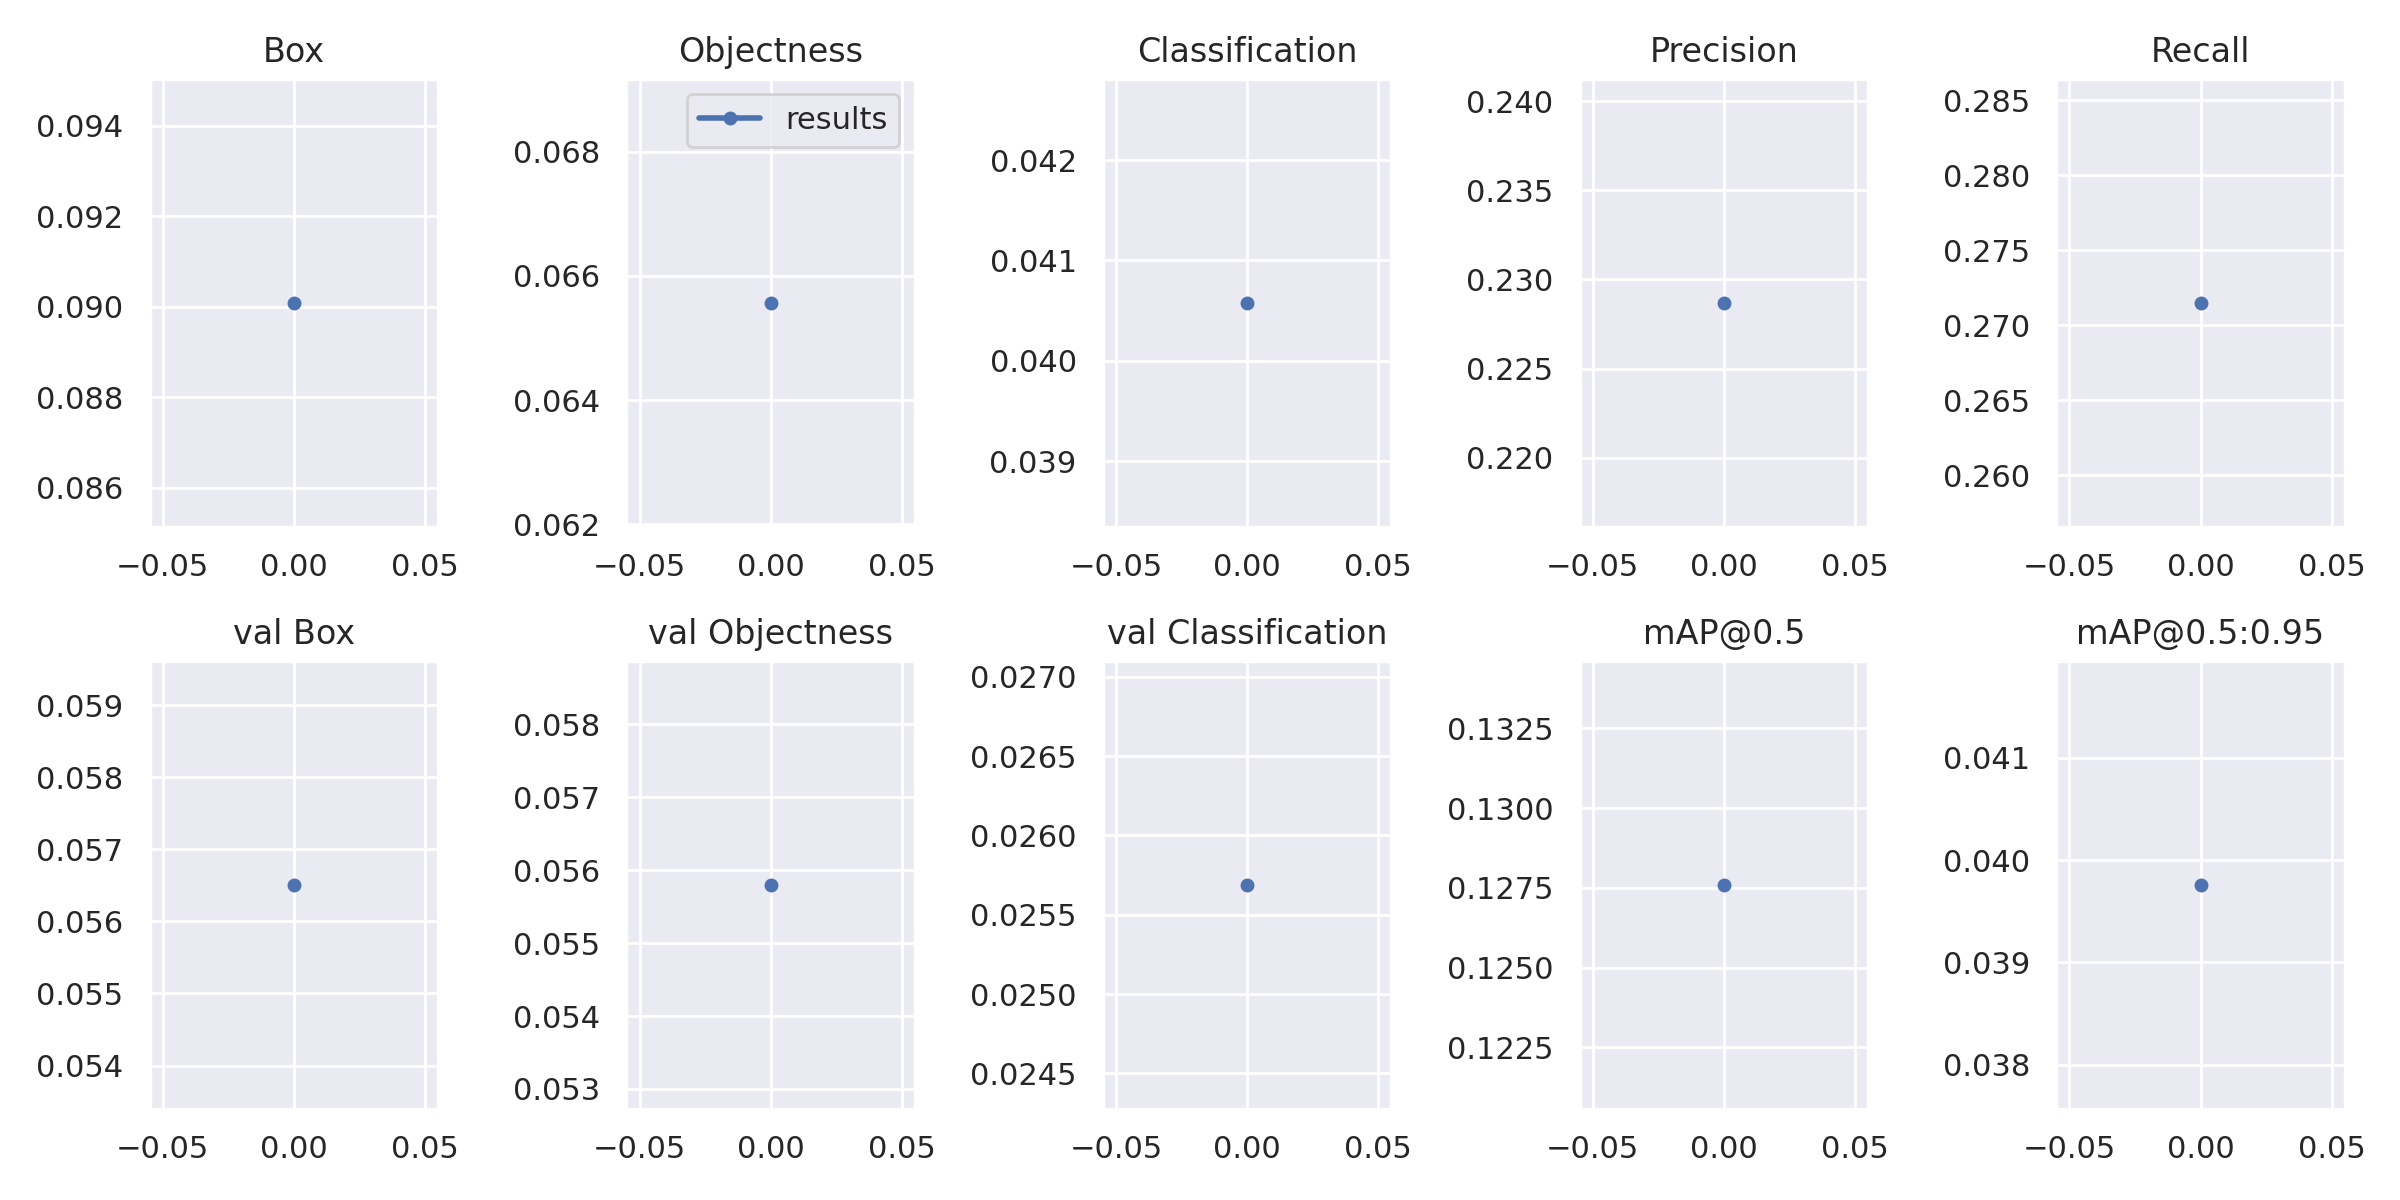 Box
0.094
0.092
0.090
0.088
0.086
−0.05 0.00 0.05
Objectness
results
0.068
0.066
0.064
0.062
−0.05 0.00 0.05
Classification
0.042
0.041
0.040
0.039
−0.05 0.00 0.05
Precision
0.240
0.235
0.230
0.225
0.220
−0.05 0.00 0.05
Recall
0.285
0.280
0.275
0.270
0.265
0.260
−0.05 0.00 0.05
val Box
0.059
0.058
0.057
0.056
0.055
0.054
−0.05 0.00 0.05
val Objectness
0.058
0.057
0.056
0.055
0.054
0.053
−0.05 0.00 0.05
val Classification
0.0270
0.0265
0.0260
0.0255
0.0250
0.0245
−0.05 0.00 0.05
mAP@0.5
0.1325
0.1300
0.1275
0.1250
0.1225
−0.05 0.00 0.05
mAP@0.5:0.95
0.041
0.040
0.039
0.038
−0.05 0.00 0.05